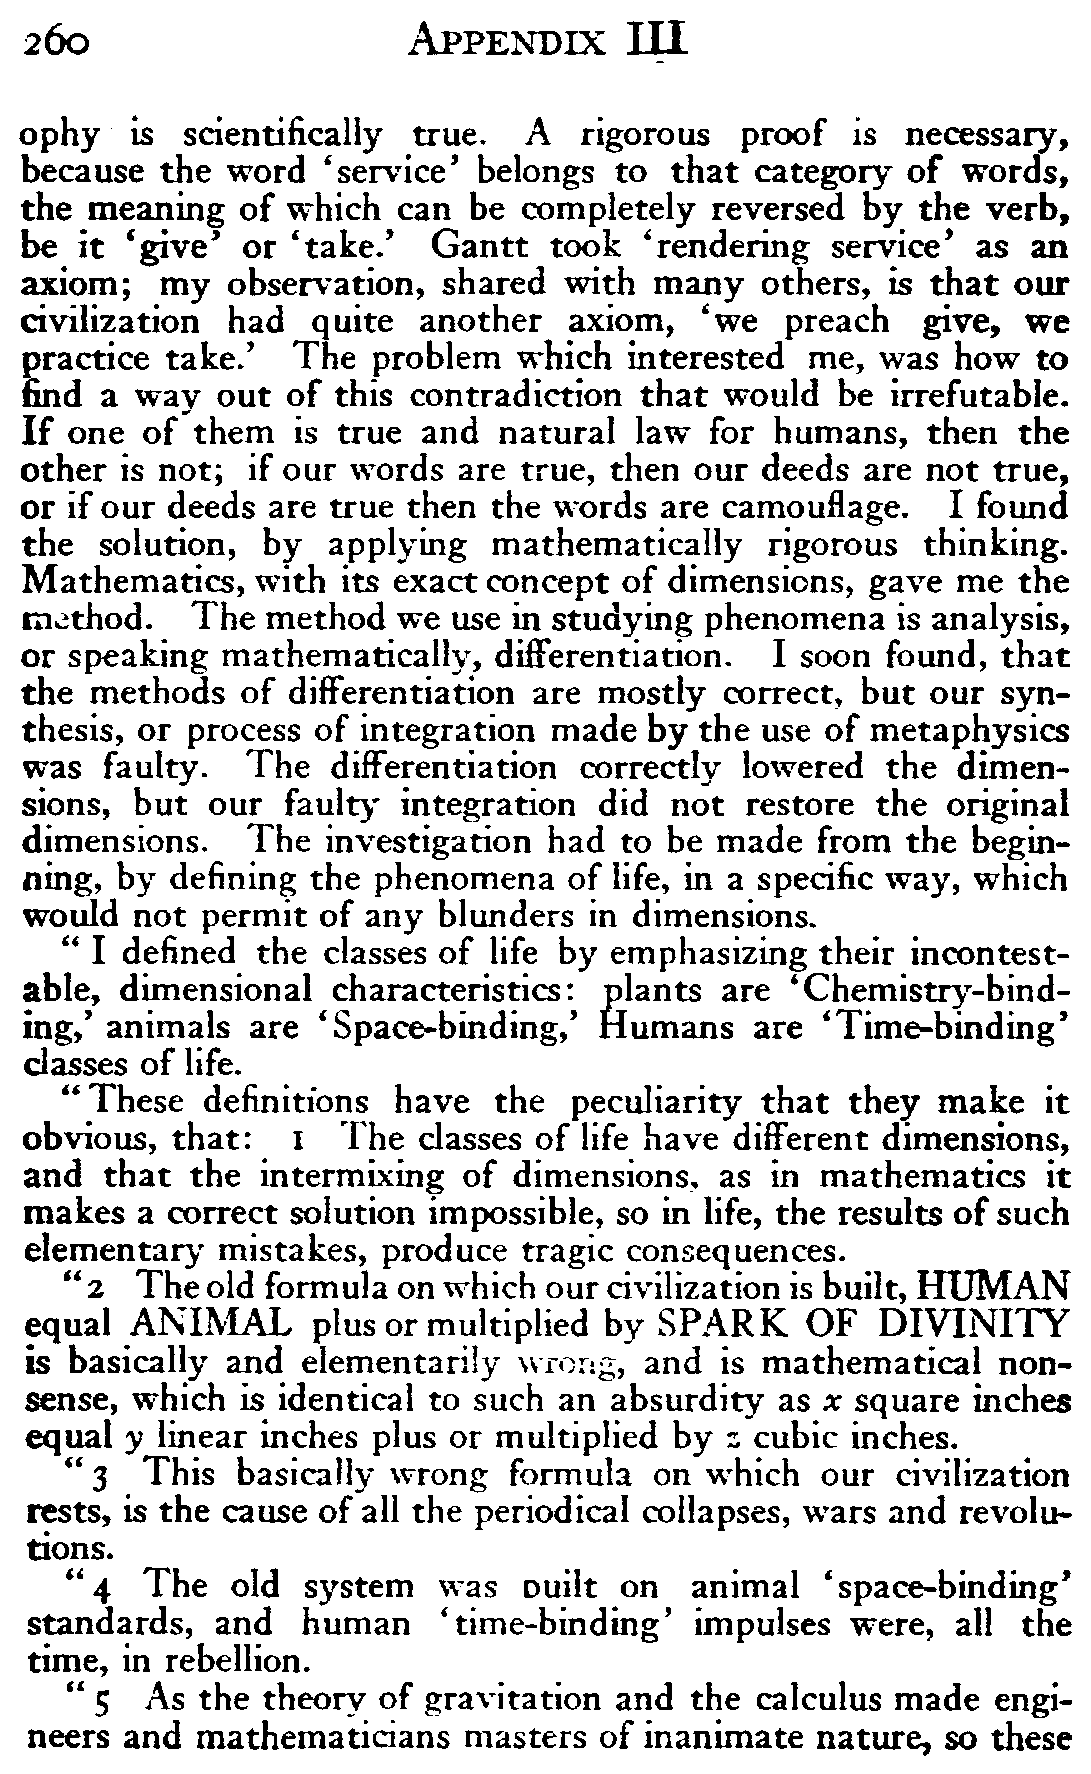 260 APPENDIX III
ophy is scientifically true. A rigorous proof is necessary,
because the word ‘service’ belongs to that category of words,
the meaning of which can be completely reversed by the verb,
be it ‘give’ or ‘take.’ Gantt took ‘rendering service’ as an
axiom; my observation, shared with many others, is that our
civilization had quite another axiom, ‘we preach give, we
practice take.’ The problem which interested me, was how to
find a way out of this contradiction that would be irrefutable.
If one of them is true and natural law for humans, then the
other is not; if our words are true, then our deeds are not true,
or if our deeds are true then the words are camouflage. I found
the solution, by applying mathematically rigorous thinking.
Mathematics, with its exact concept of dimensions, gave me the
method. The method we use in studying phenomena is analysis,
or speaking mathematically, differentiation. I soon found, that
the methods of differentiation are mostly correct, but our syn-
thesis, or process of integration made by the use of metaphysics
was faulty. The differentiation correctly lowered the dimen-
sions, but our faulty integration did not restore the original
dimensions. The investigation had to be made from the begin-
ning, by defining the phenomena of life, in a specific way, which
would not permit of any blunders in dimensions.
“I defined the classes of life by emphasizing their incontest-
able, dimensional characteristics: plants are ‘Chemistry-bind-
ing,’ animals are ‘Space-binding,’ Humans are ‘Time-binding’
classes of life.
“These definitions have the peculiarity that they make it
obvious, that: 1 The classes of life have different dimensions,
and that the intermixing of dimensions, as in mathematics it
makes a correct solution impossible, so in life, the results of such
elementary mistakes, produce tragic consequences.
“2 The old formula on which our civilization is built, HUMAN
equal ANIMAL plus or multiplied by SPARK OF DIVINITY
is basically and elementarily wrong, and is mathematical non-
sense, which is identical to such an absurdity as x square inches
equal y linear inches plus or multiplied by z cubic inches.
“3 This basically wrong formula on which our civilization
rests, is the cause of all the periodical collapses, wars and revolu-
tions.
“4 The old system was built on animal ‘space-binding’
standards, and human ‘time-binding’ impulses were, all the
time, in rebellion.
“5 As the theory of gravitation and the calculus made engi-
neers and mathematicians masters of inanimate nature, so these